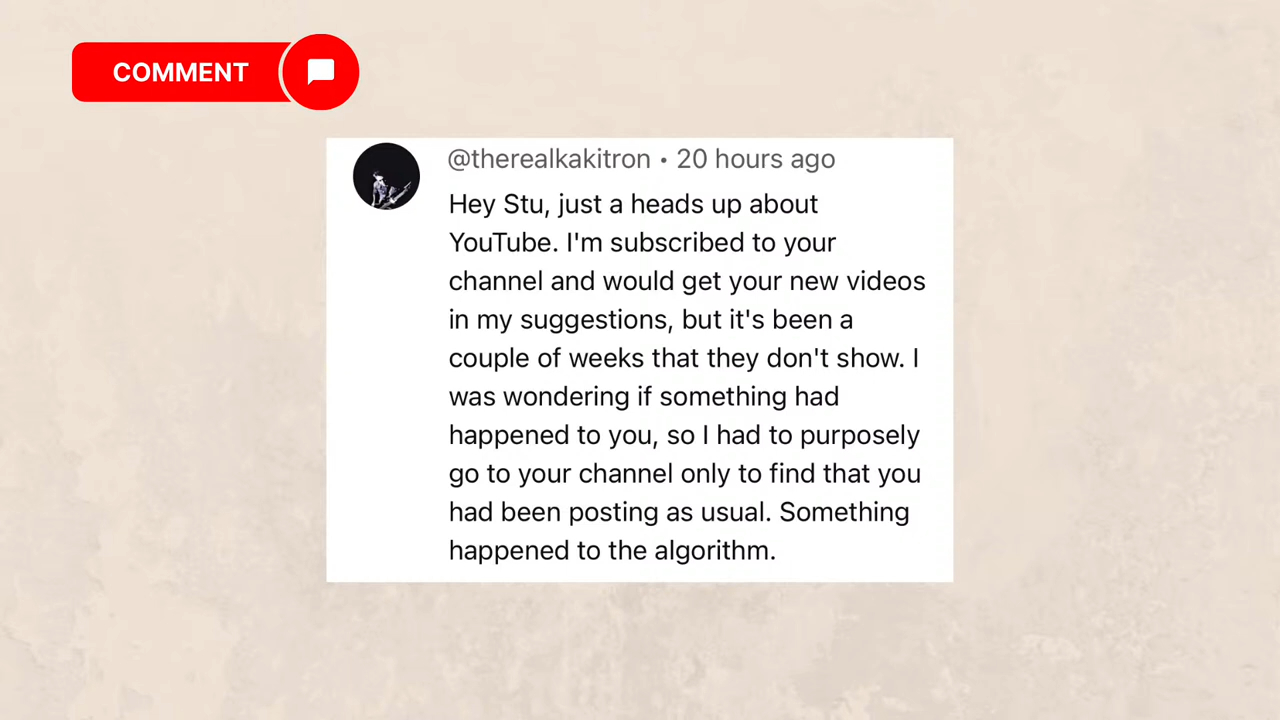 COMMENT
@therealkakitron • 20 hours ago
Hey Stu, just a heads up about
YouTube. I'm subscribed to your
channel and would get your new videos
in my suggestions, but it's been a
couple of weeks that they don't show. I
was wondering if something had
happened to you, so I had to purposely
go to your channel only to find that you
had been posting as usual. Something
happened to the algorithm.